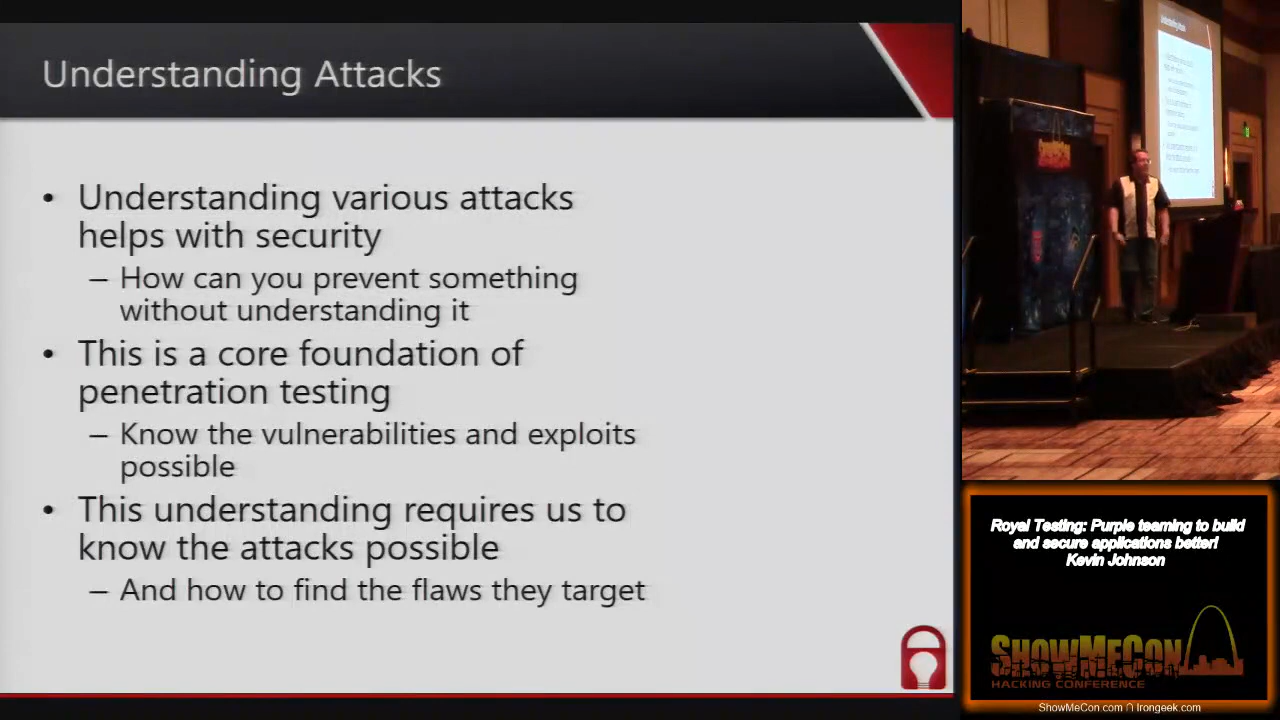 Understanding Attacks
• Understanding various attacks
helps with security
– How can you prevent something
without understanding it
• This is a core foundation of
penetration testing
– Know the vulnerabilities and exploits
possible
• This understanding requires us to
know the attacks possible
– And how to find the flaws they target
Royal Testing: Purple teaming to build
and secure applications better!
Kevin Johnson
ShowMeCon
HACKING CONFERENCE
ShowMeCon.com ∩ Irongeek.com